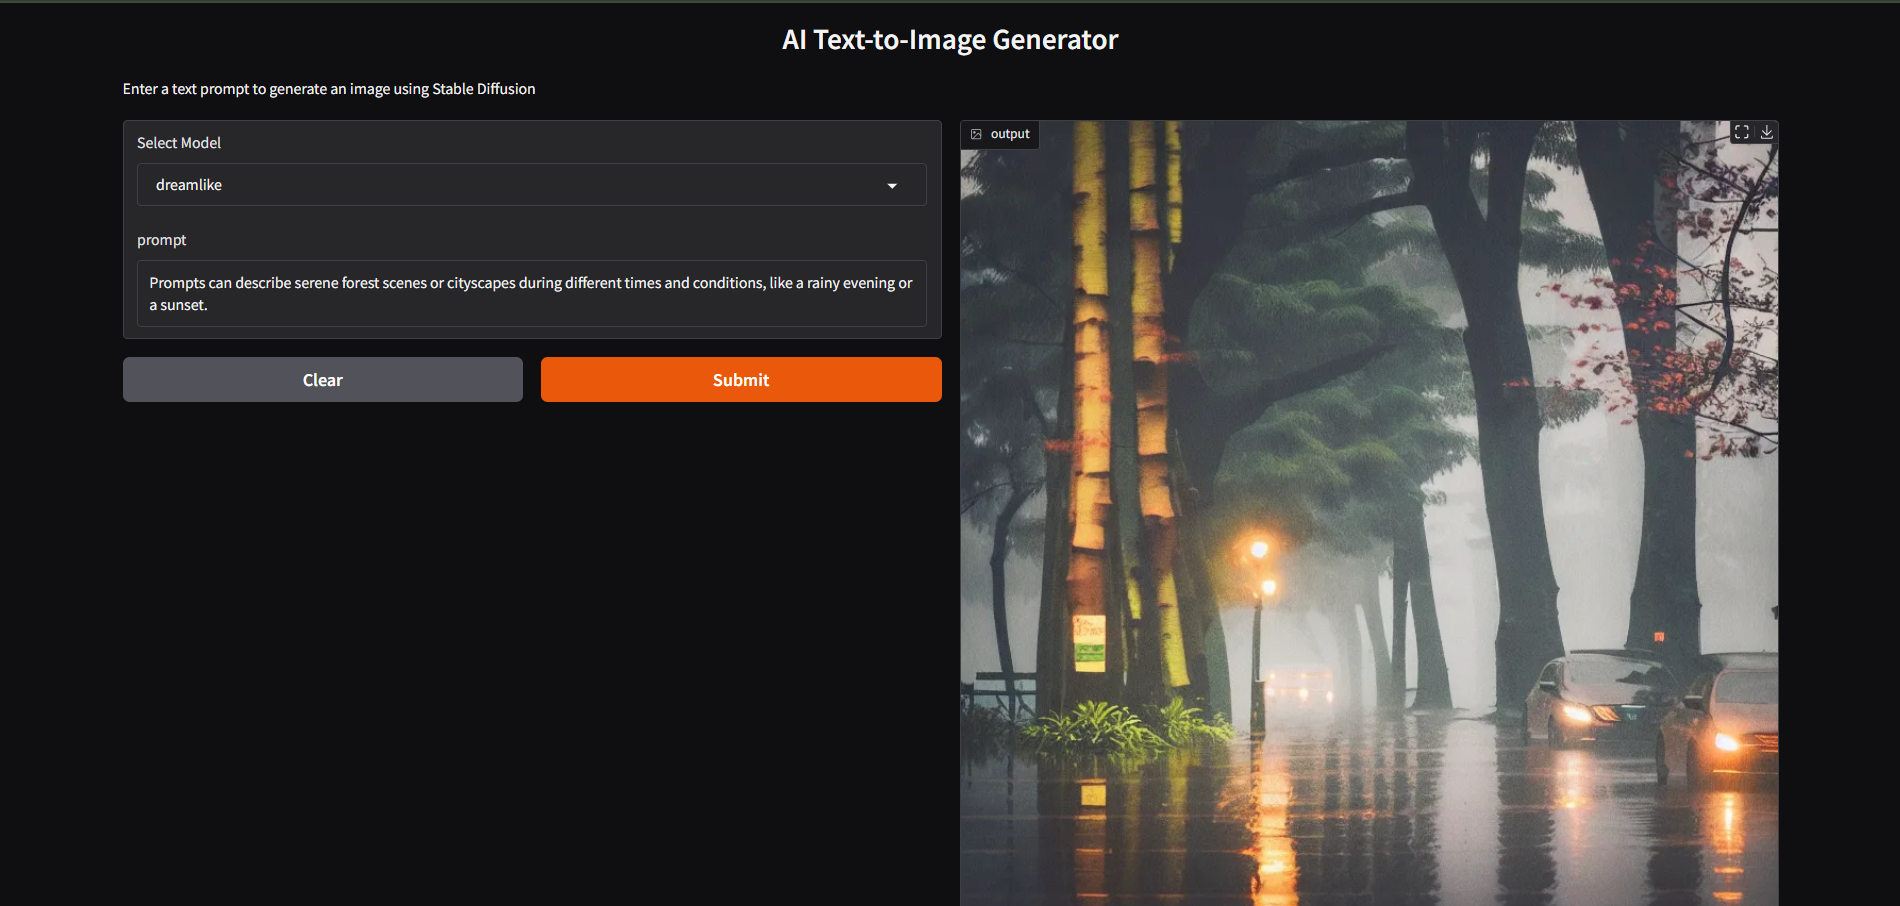 AI Text-to-Image Generator
Enter a text prompt to generate an image using Stable Diffusion
Select Model
dreamlike
prompt
Prompts can describe serene forest scenes or cityscapes during different times and conditions, like a rainy evening or
a sunset.
Clear
Submit
output